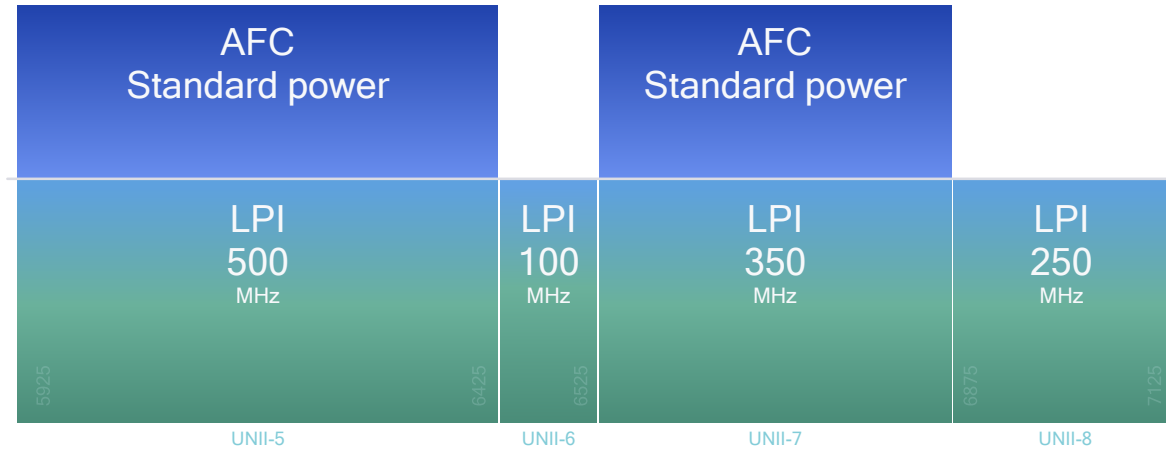 AFC
Standard power
AFC
Standard power
LPI
500
MHz
LPI
100
MHz
LPI
350
MHz
LPI
250
MHz
5925
6425
6525
6875
7125
UNII-5
UNII-6
UNII-7
UNII-8